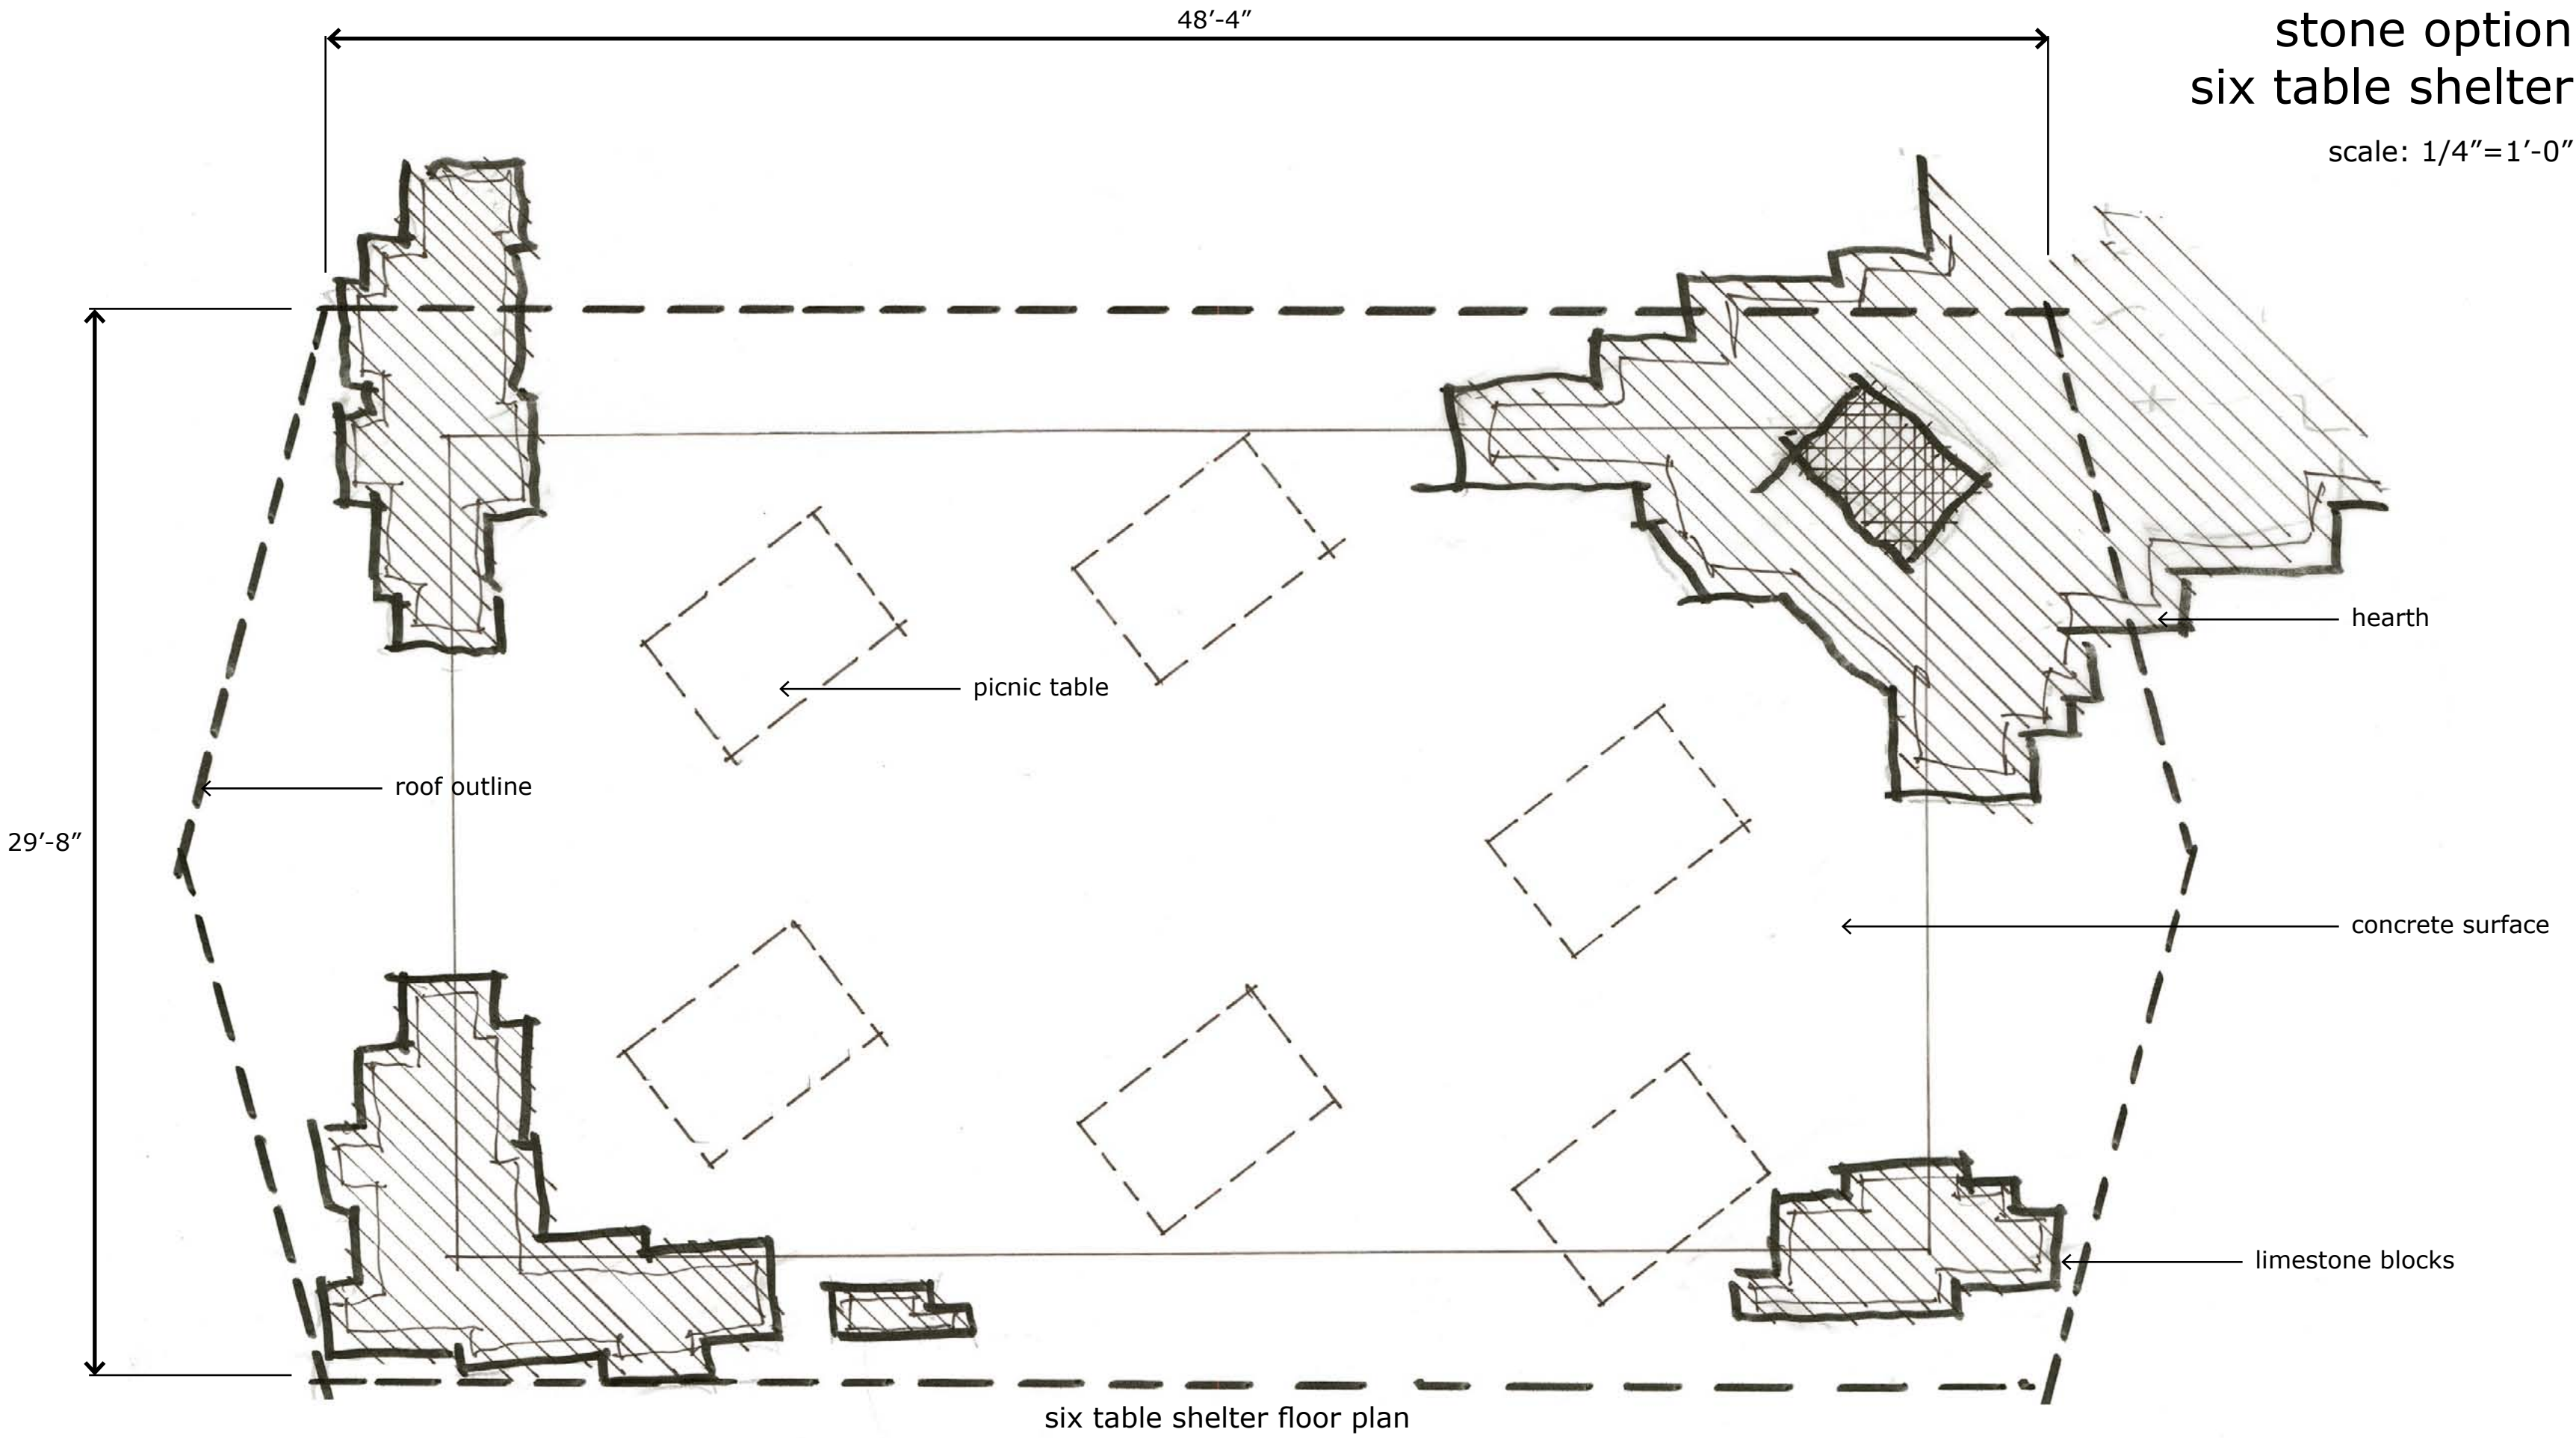 48’-4”
stone option
six table shelter
scale: 1/4”=1’-0”
hearth
picnic table
roof outline
29’-8”
concrete surface
limestone blocks
six table shelter floor plan